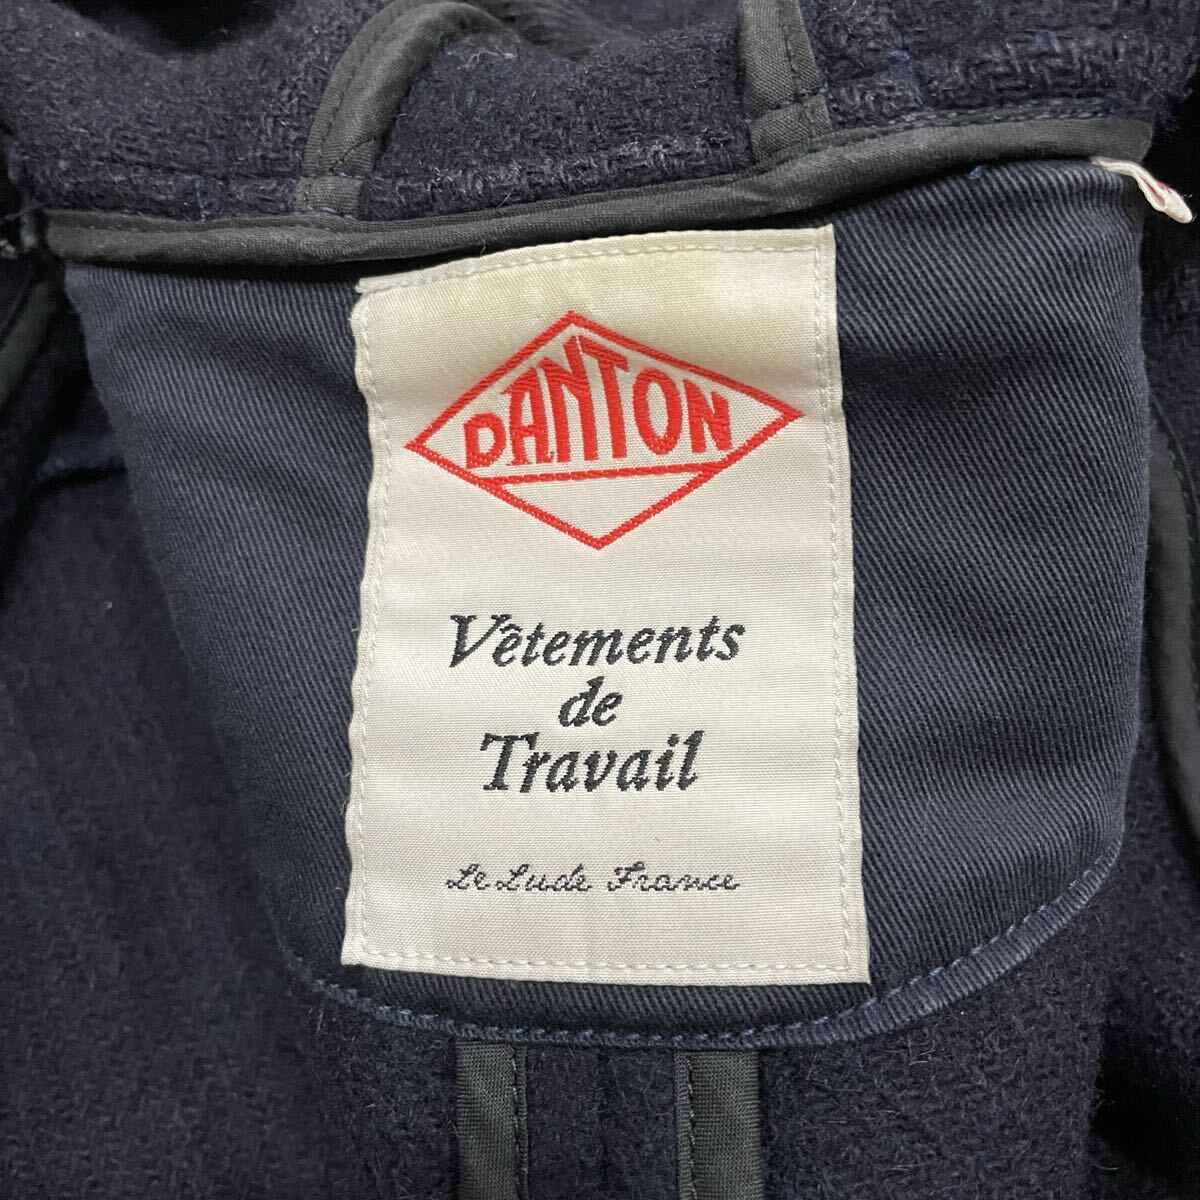 DANTON
Vêtements
de
Travail
Le Lude France